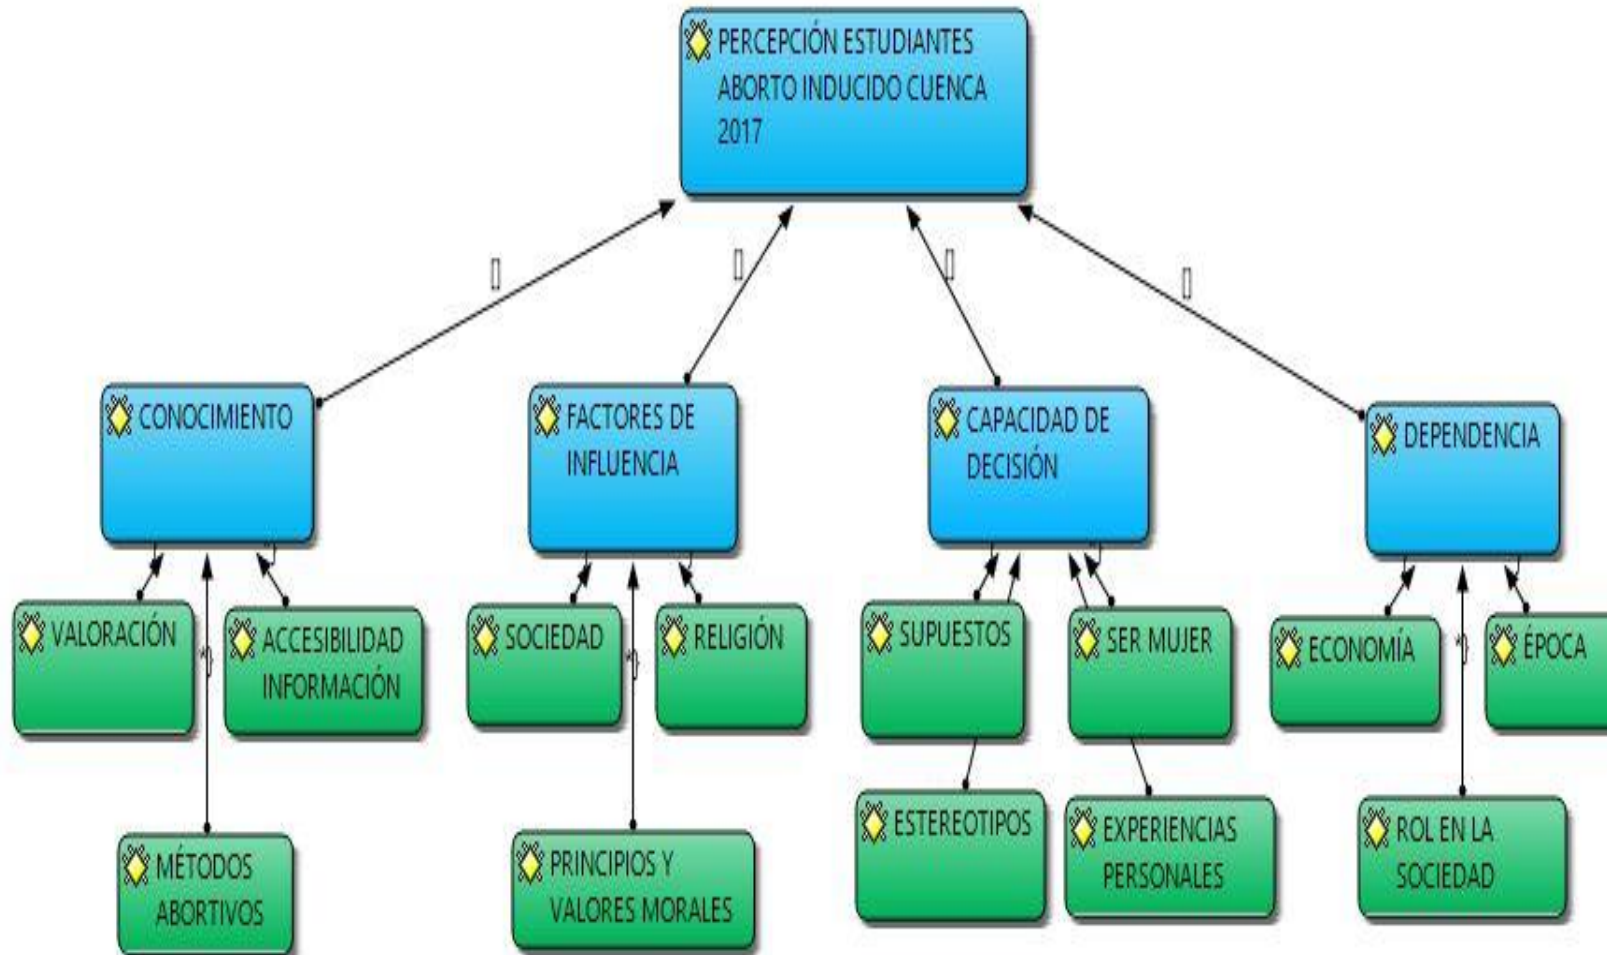 PERCEPCIÓN ESTUDIANTES
ABORTO INDUCIDO CUENCA
2017
CONOCIMIENTO
FACTORES DE
INFLUENCIA
CAPACIDAD DE
DECISIÓN
DEPENDENCIA
VALORACIÓN
ACCESIBILIDAD
INFORMACIÓN
SOCIEDAD
RELIGIÓN
SUPUESTOS
SER MUJER
ECONOMÍA
ÉPOCA
MÉTODOS
ABORTIVOS
PRINCIPIOS Y
VALORES MORALES
ESTEREOTIPOS
EXPERIENCIAS
PERSONALES
ROL EN LA
SOCIEDAD